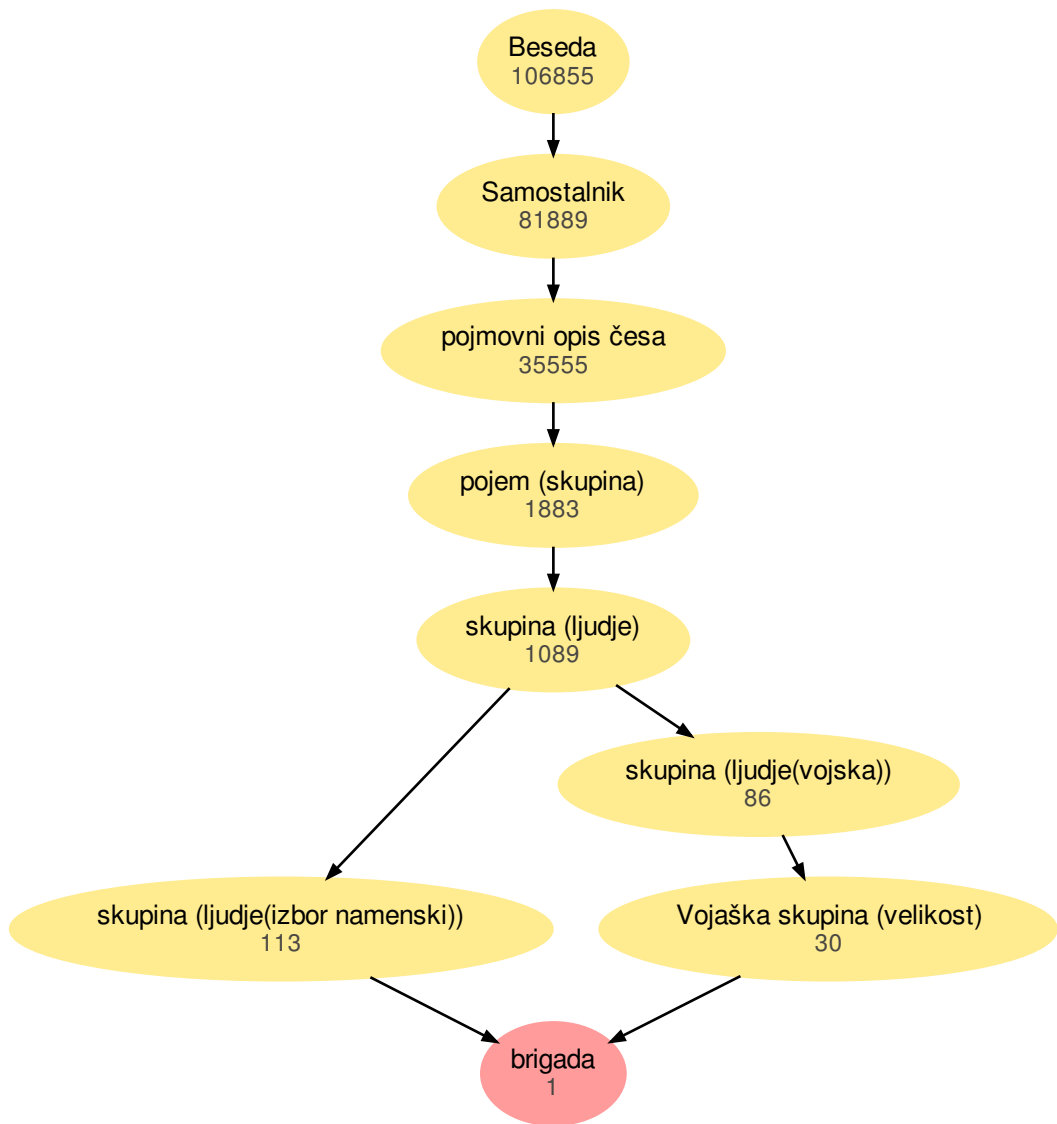 Beseda
106855
Samostalnik
81889
pojmovni opis česa
35555
pojem (skupina)
1883
skupina (ljudje)
1089
skupina (ljudje(vojska))
86
skupina (ljudje(izbor namenski))
113
Vojaška skupina (velikost)
30
brigada
1